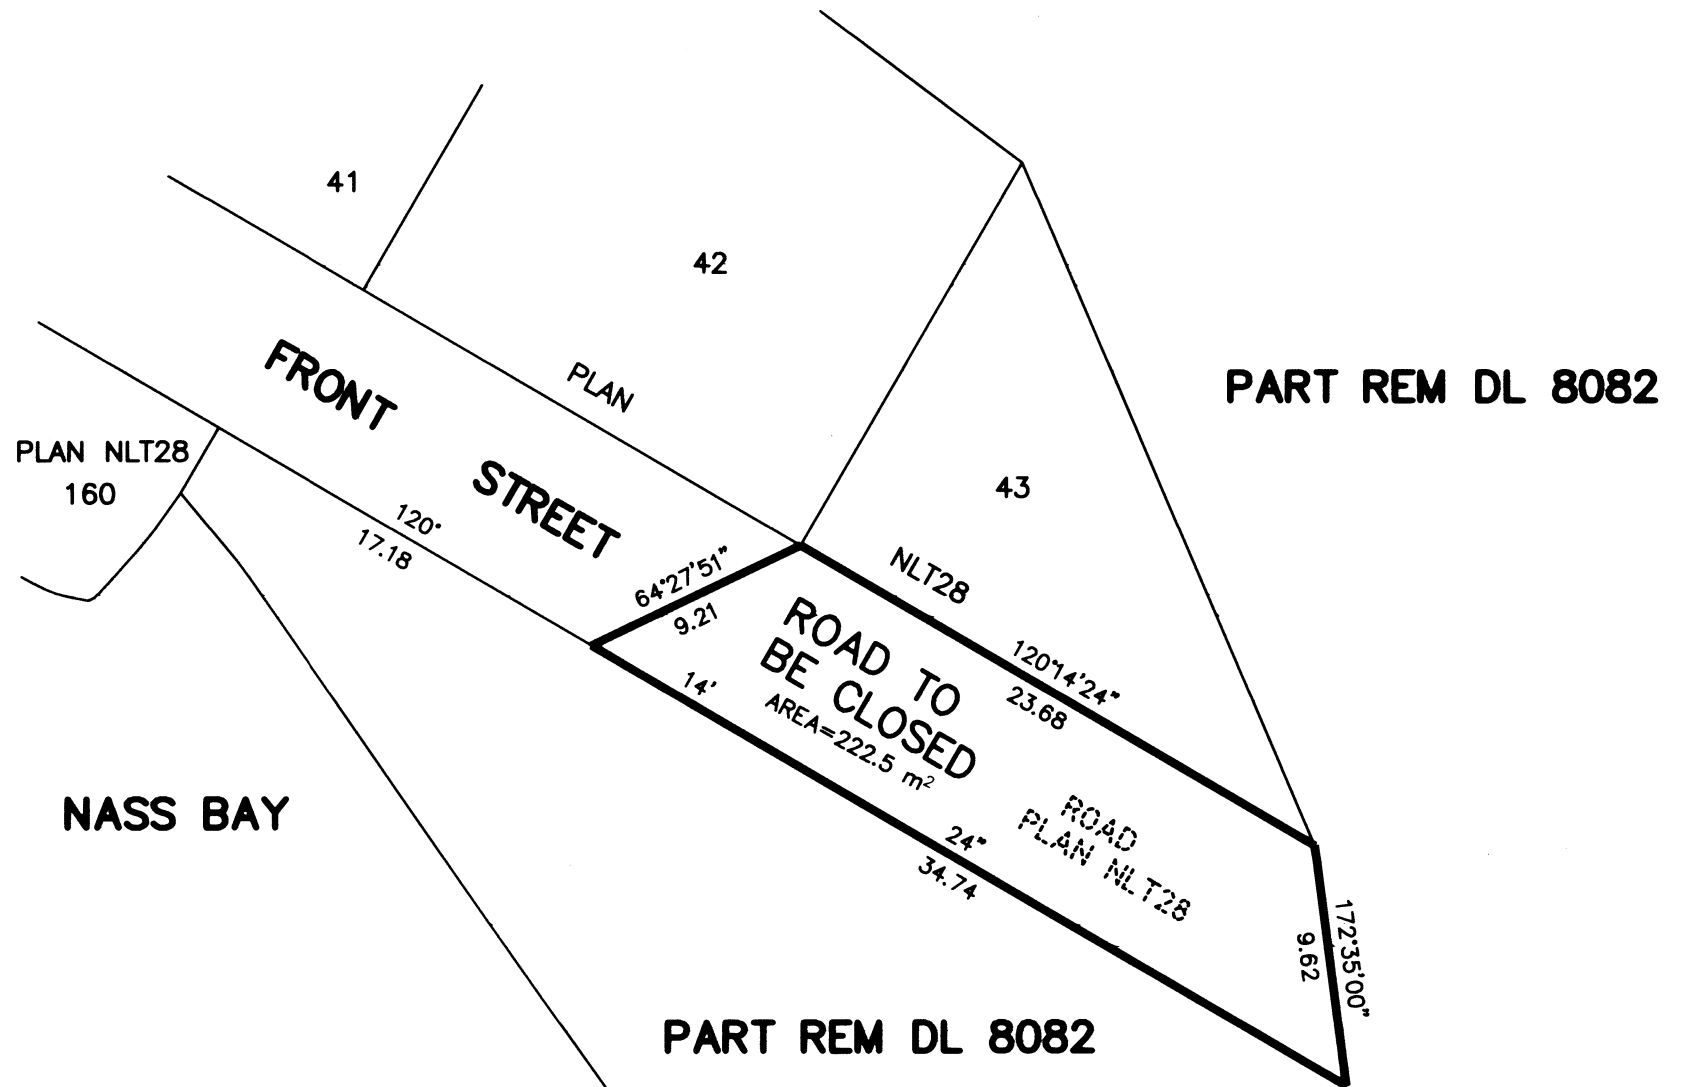 41
42
FRONT
STREET
PLAN
PART REM DL 8082
PLAN NLT28
160
43
120°
17.18
64°27'51"
9.21
NLT28
120°14'24"
23.68
ROAD TO
BE CLOSED
AREA=222.5 m²
14'
24"
34.74
ROAD
PLAN NLT28
NASS BAY
172°35'00"
9.62
PART REM DL 8082